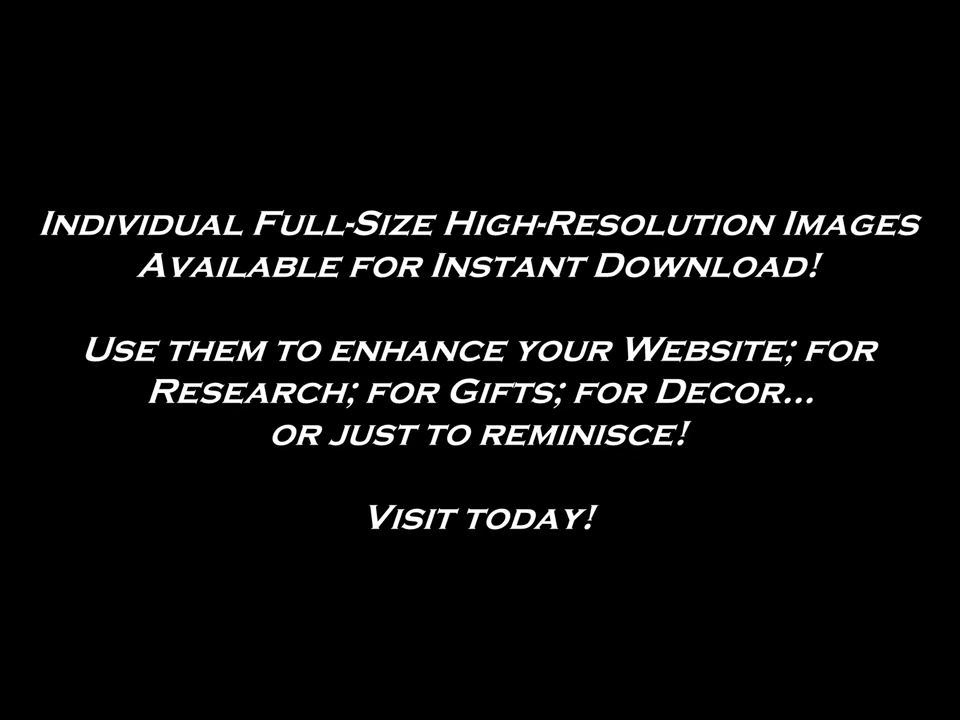 Individual Full-Size High-Resolution Images
Available for Instant Download!
Use them to enhance your Website; for
Research; for Gifts; for Decor...
or just to reminisce!
Visit today!